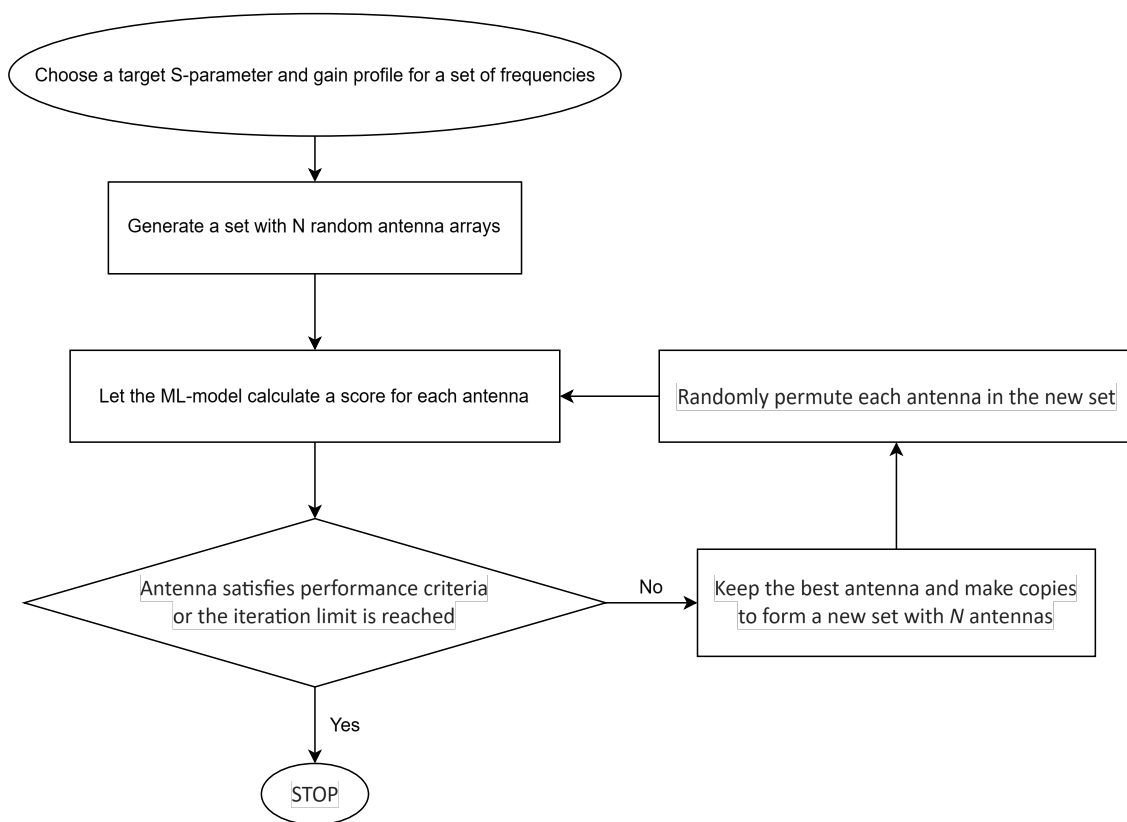 Choose a target S-parameter and gain profile for a set of frequencies
Generate a set with N random antenna arrays
Let the ML-model calculate a score for each antenna
Randomly permute each antenna in the new set
Antenna satisfies performance criteria
or the iteration limit is reached
No
Keep the best antenna and make copies
to form a new set with N antennas
Yes
STOP